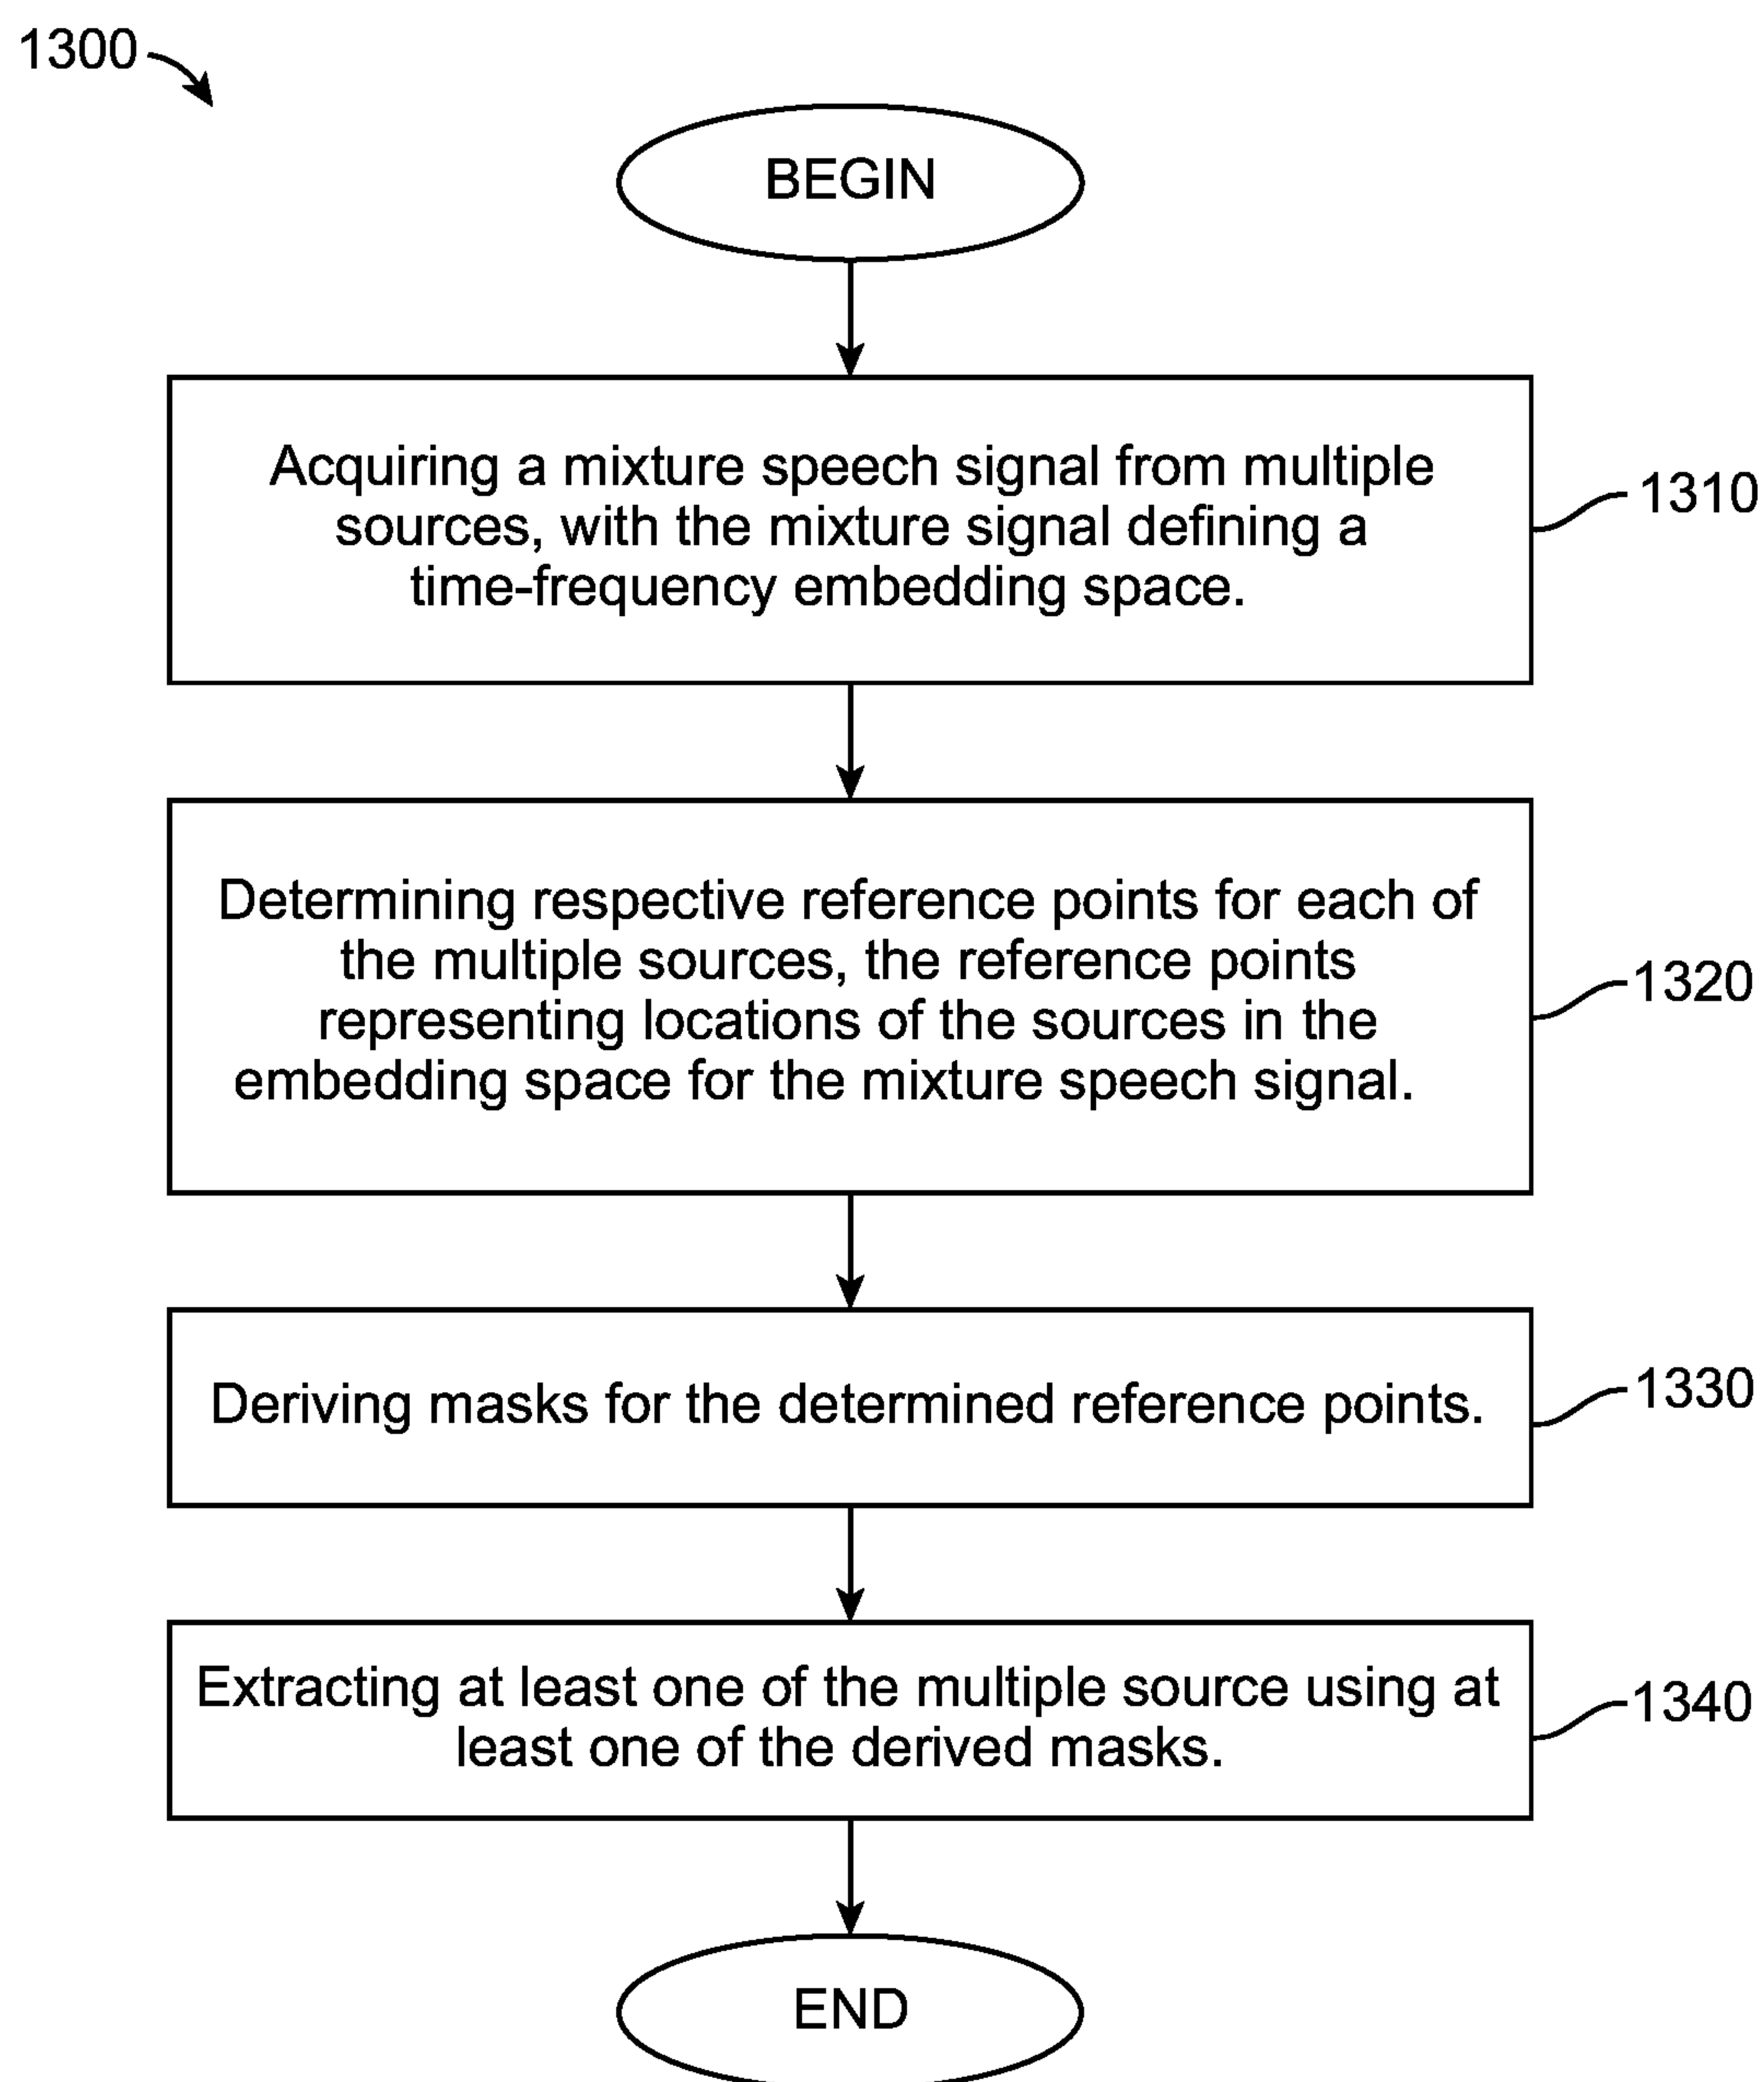 1300
BEGIN
Acquiring a mixture speech signal from multiple
sources, with the mixture signal defining a
time-frequency embedding space.
1310
Determining respective reference points for each of
the multiple sources, the reference points
representing locations of the sources in the
embedding space for the mixture speech signal.
1320
Deriving masks for the determined reference points.
1330
Extracting at least one of the multiple source using at
least one of the derived masks.
1340
END